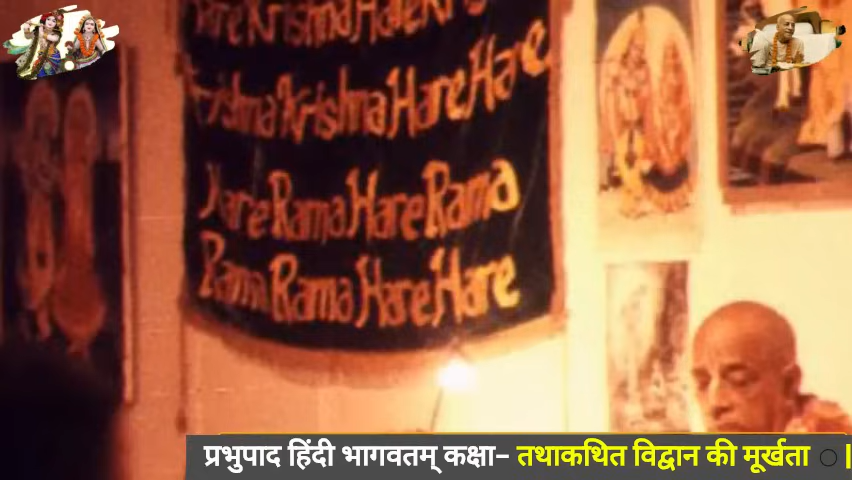 Hare Krishna Hare Kri
Krishna Krishna Hare Hare
Hare Rama Hare Rama
Rama Rama Hare Hare
प्रभुपाद हिंदी भागवतम् कक्षा– तथाकथित विद्वान की मूर्खता